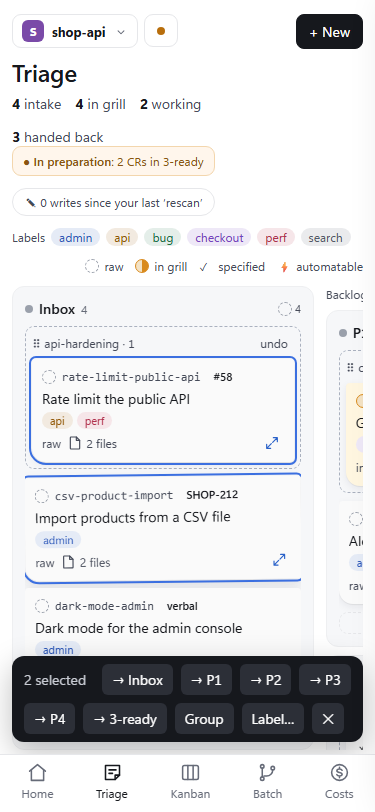 S shop-api
+ New
Triage
4 intake 4 in grill 2 working
3 handed back
In preparation: 2 CRs in 3-ready
0 writes since your last ‘rescan’
Labels admin api bug checkout perf search
raw in grill ✓ specified automatable
Inbox 4 4
api-hardening · 1 undo
rate-limit-public-api #58
Rate limit the public API
api perf
raw 2 files
csv-product-import SHOP-212
Import products from a CSV file
admin
raw 2 files
dark-mode-admin verbal
Dark mode for the admin console
admin
Backlog
2 selected → Inbox → P1 → P2 → P3
→ P4 → 3-ready Group Label... ✕
Home Triage Kanban Batch Costs